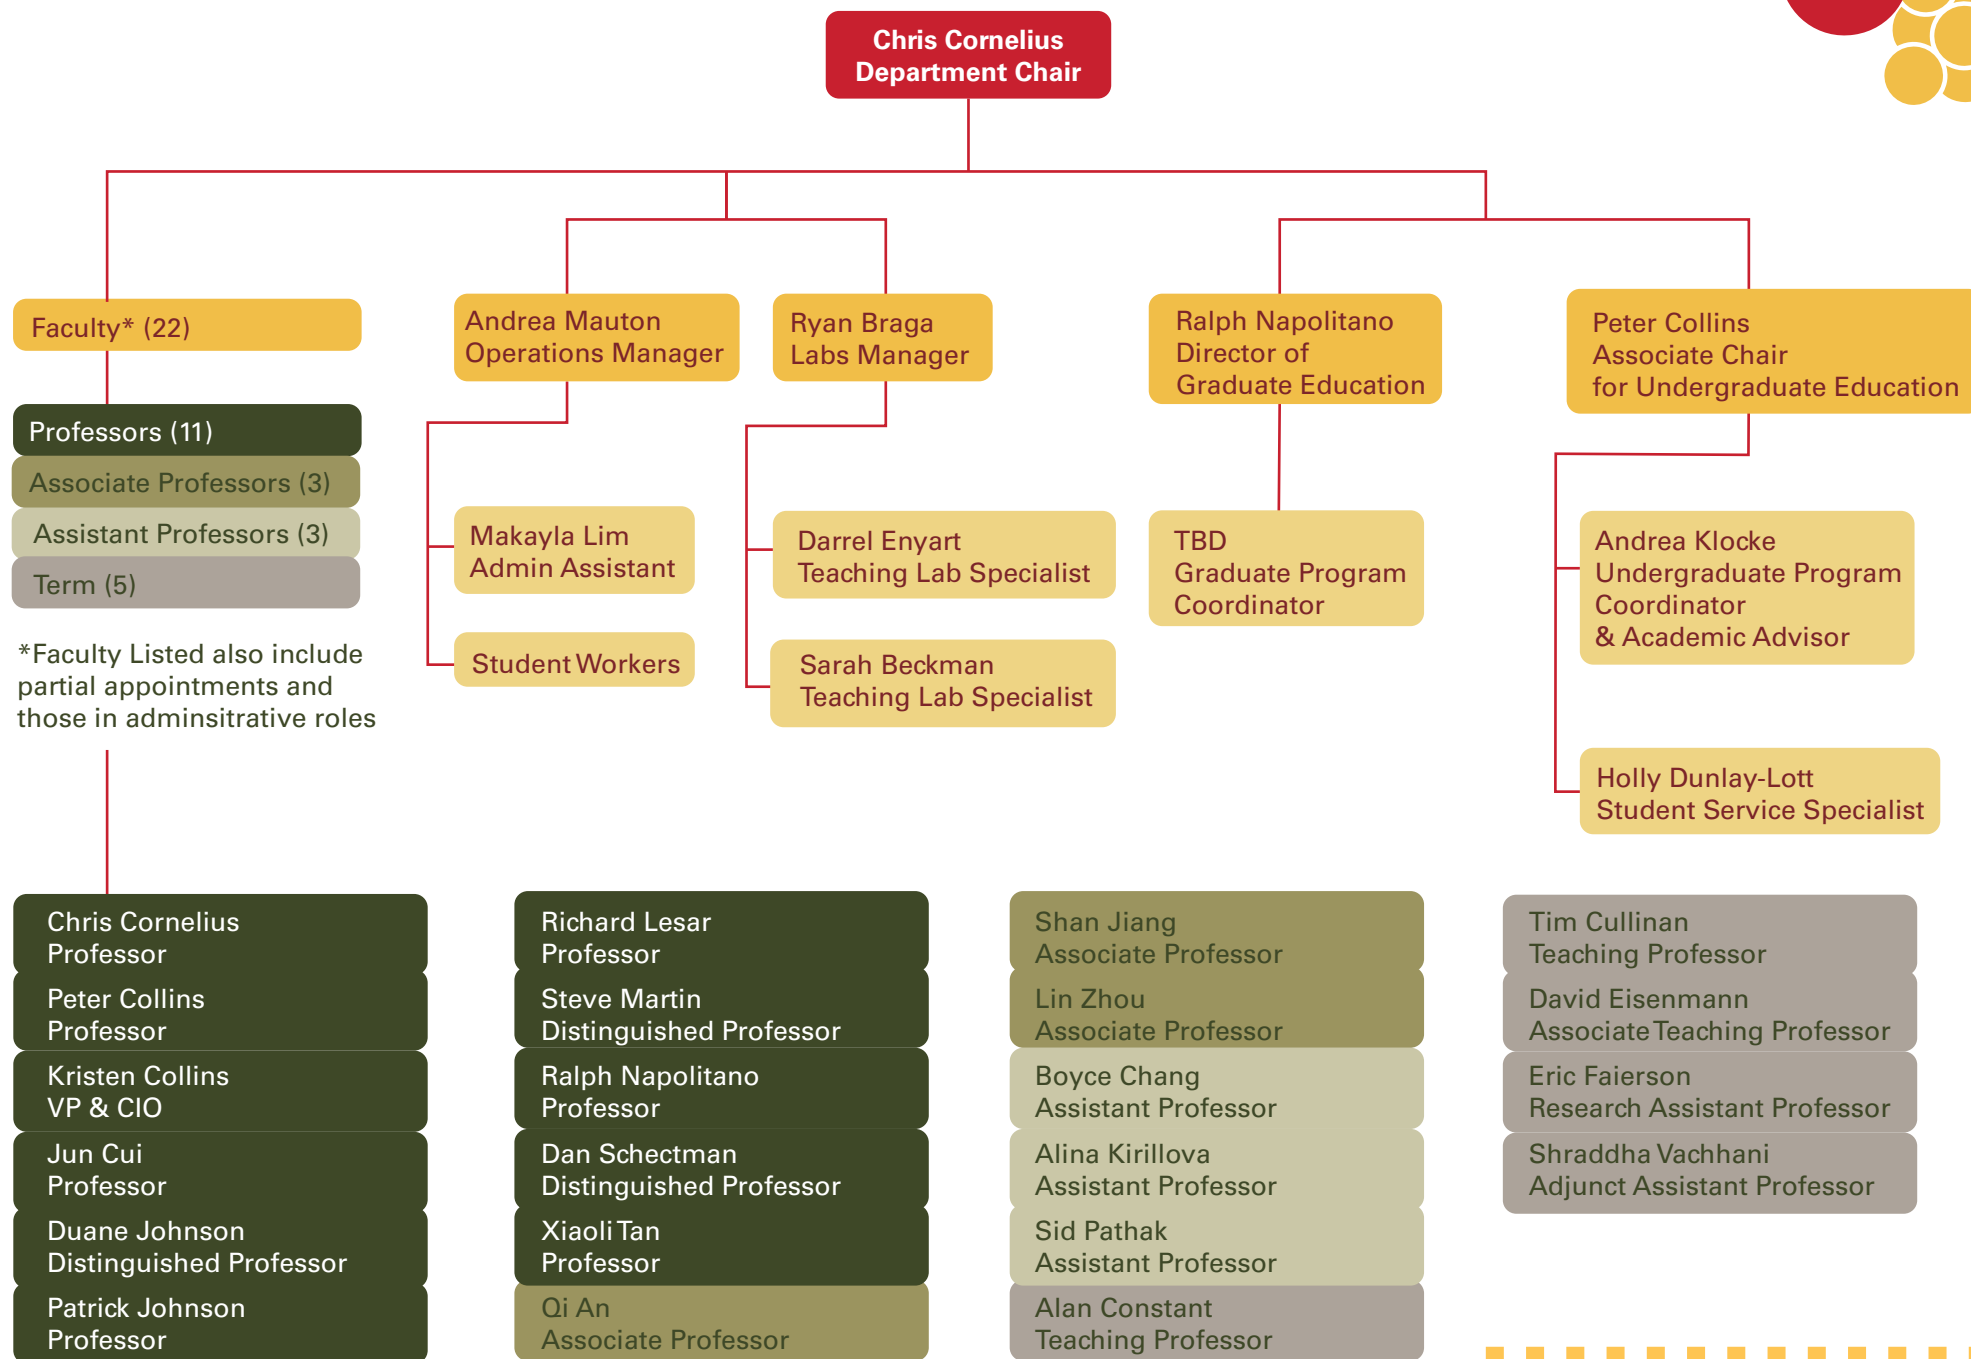 Chris Cornelius
Department Chair
Faculty* (22)
Professors (11)
Associate Professors (3)
Assistant Professors (3)
Term (5)
*Faculty Listed also include
partial appointments and
those in adminsitrative roles
Andrea Mauton
Operations Manager
Makayla Lim
Admin Assistant
Student Workers
Ryan Braga
Labs Manager
Darrel Enyart
Teaching Lab Specialist
Sarah Beckman
Teaching Lab Specialist
Ralph Napolitano
Director of
Graduate Education
TBD
Graduate Program
Coordinator
Peter Collins
Associate Chair
for Undergraduate Education
Andrea Klocke
Undergraduate Program
Coordinator
& Academic Advisor
Holly Dunlay-Lott
Student Service Specialist
Chris Cornelius
Professor
Peter Collins
Professor
Kristen Collins
VP & CIO
Jun Cui
Professor
Duane Johnson
Distinguished Professor
Patrick Johnson
Professor
Richard Lesar
Professor
Steve Martin
Distinguished Professor
Ralph Napolitano
Professor
Dan Schectman
Distinguished Professor
Xiaoli Tan
Professor
Qi An
Associate Professor
Shan Jiang
Associate Professor
Lin Zhou
Associate Professor
Boyce Chang
Assistant Professor
Alina Kirillova
Assistant Professor
Sid Pathak
Assistant Professor
Alan Constant
Teaching Professor
Tim Cullinan
Teaching Professor
David Eisenmann
Associate Teaching Professor
Eric Faierson
Research Assistant Professor
Shraddha Vachhani
Adjunct Assistant Professor